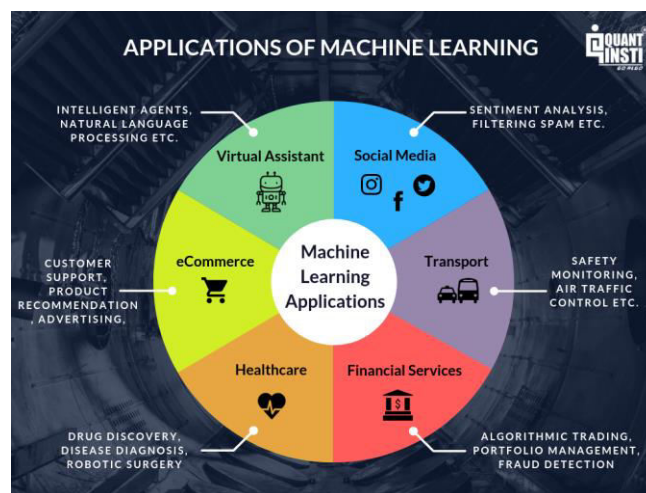 APPLICATIONS OF MACHINE LEARNING
QUANT
INSTI
INTELLIGENT AGENTS,
NATURAL LANGUAGE
PROCESSING ETC.
SENTIMENT ANALYSIS,
FILTERING SPAM ETC.
Virtual Assistant
Social Media
CUSTOMER
SUPPORT,
PRODUCT
RECOMMENDATION
, ADVERTISING,
eCommerce
Machine
Learning
Applications
Transport
SAFETY
MONITORING,
AIR TRAFFIC
CONTROL ETC.
Healthcare
Financial Services
$
DRUG DISCOVERY,
DISEASE DIAGNOSIS,
ROBOTIC SURGERY
ALGORITHMIC TRADING,
PORTFOLIO MANAGEMENT,
FRAUD DETECTION